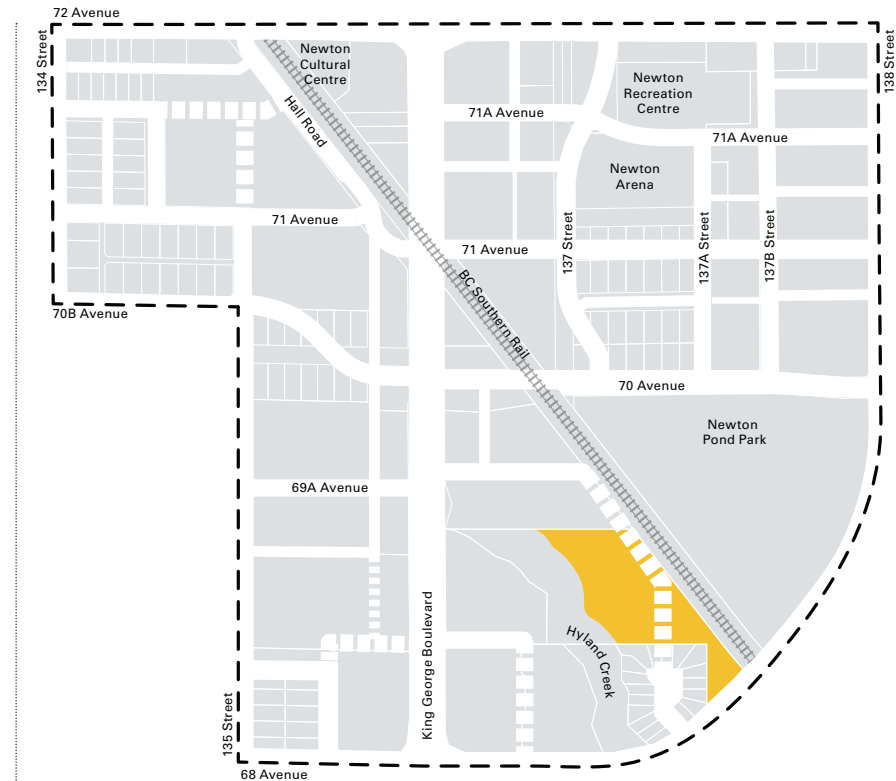 72 Avenue
134 Street
138 Street
Newton
Cultural
Centre
Hall Road
Newton
Recreation
Centre
71A Avenue
71A Avenue
Newton
Arena
71 Avenue
71 Avenue
137 Street
137A Street
137B Street
BC Southern Rail
70B Avenue
70 Avenue
Newton
Pond Park
69A Avenue
King George Boulevard
Hyland Creek
135 Street
68 Avenue